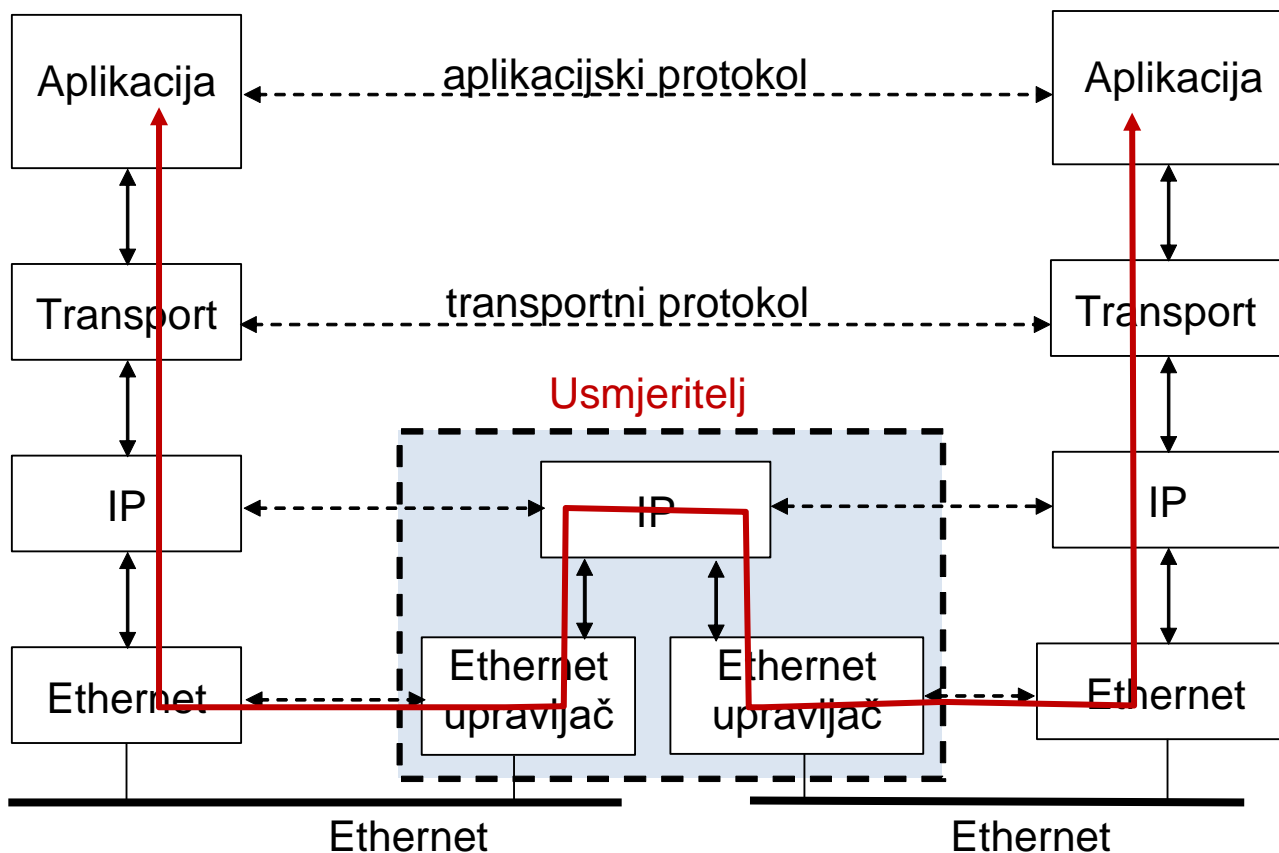 Aplikacija
aplikacijski protokol
Aplikacija
Transport
transportni protokol
Transport
Usmjeritelj
IP
IP
IP
Ethernet
Ethernet
upravljač
Ethernet
upravljač
Ethernet
Ethernet
Ethernet